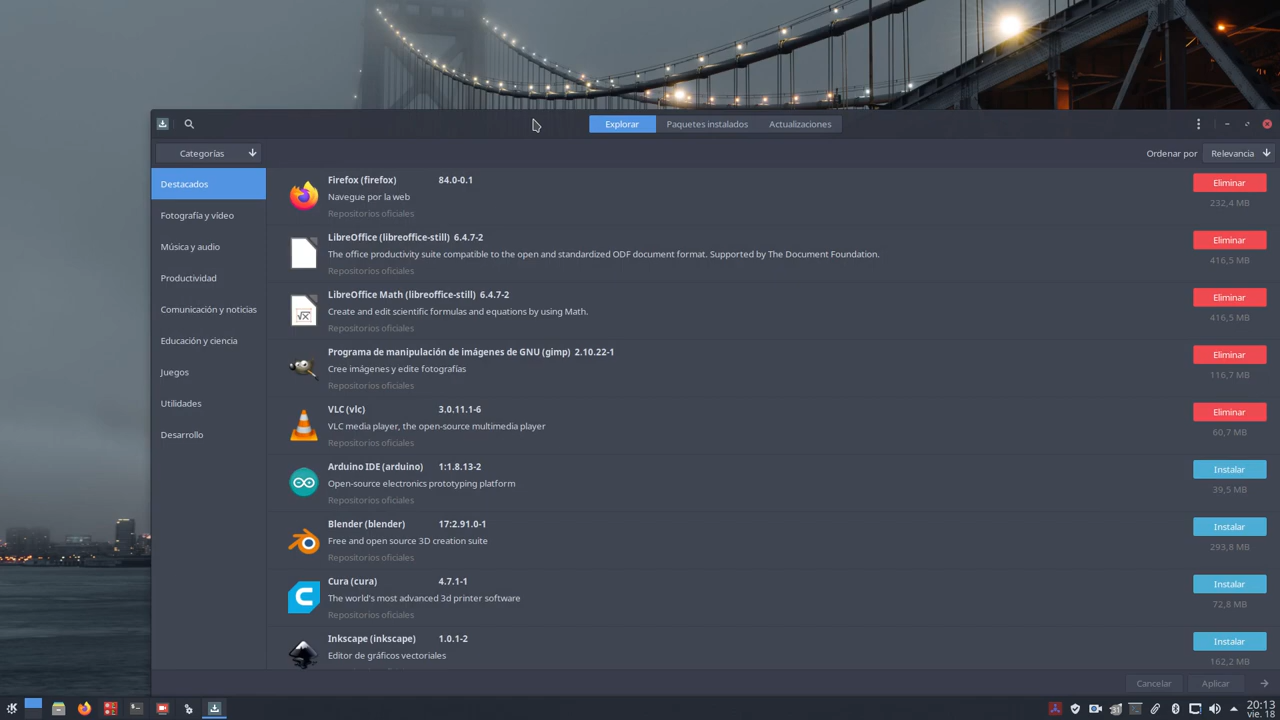 Explorar
Paquetes instalados
Actualizaciones
Categorías
Ordenar por
Relevancia
Destacados
Fotografía y vídeo
Música y audio
Productividad
Comunicación y noticias
Educación y ciencia
Juegos
Utilidades
Desarrollo
Firefox (firefox) 84.0-0.1
Navegue por la web
Repositorios oficiales
Eliminar
232,4 MB
LibreOffice (libreoffice-still) 6.4.7-2
The office productivity suite compatible to the open and standardized ODF document format. Supported by The Document Foundation.
Repositorios oficiales
Eliminar
416,5 MB
LibreOffice Math (libreoffice-still) 6.4.7-2
Create and edit scientific formulas and equations by using Math.
Repositorios oficiales
Eliminar
416,5 MB
Programa de manipulación de imágenes de GNU (gimp) 2.10.22-1
Cree imágenes y edite fotografías
Repositorios oficiales
Eliminar
116,7 MB
VLC (vlc) 3.0.11.1-6
VLC media player, the open-source multimedia player
Repositorios oficiales
Eliminar
60,7 MB
Arduino IDE (arduino) 1:1.8.13-2
Open-source electronics prototyping platform
Repositorios oficiales
Instalar
39,5 MB
Blender (blender) 17:2.91.0-1
Free and open source 3D creation suite
Repositorios oficiales
Instalar
293,8 MB
Cura (cura) 4.7.1-1
The world's most advanced 3d printer software
Repositorios oficiales
Instalar
72,8 MB
Inkscape (inkscape) 1.0.1-2
Editor de gráficos vectoriales
Instalar
162,2 MB
Cancelar
Aplicar
20:13
vie. 18